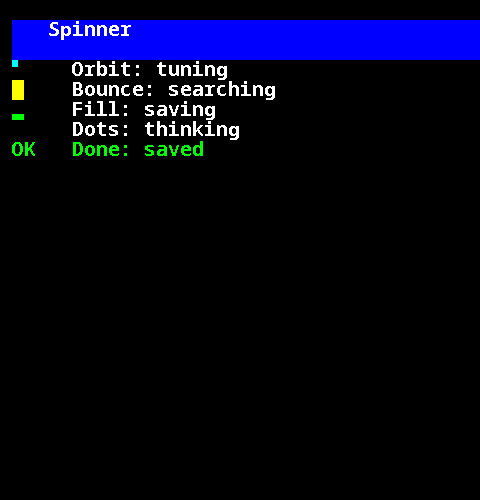 Spinner
Orbit: tuning
Bounce: searching
Fill: saving
Dots: thinking
OK Done: saved